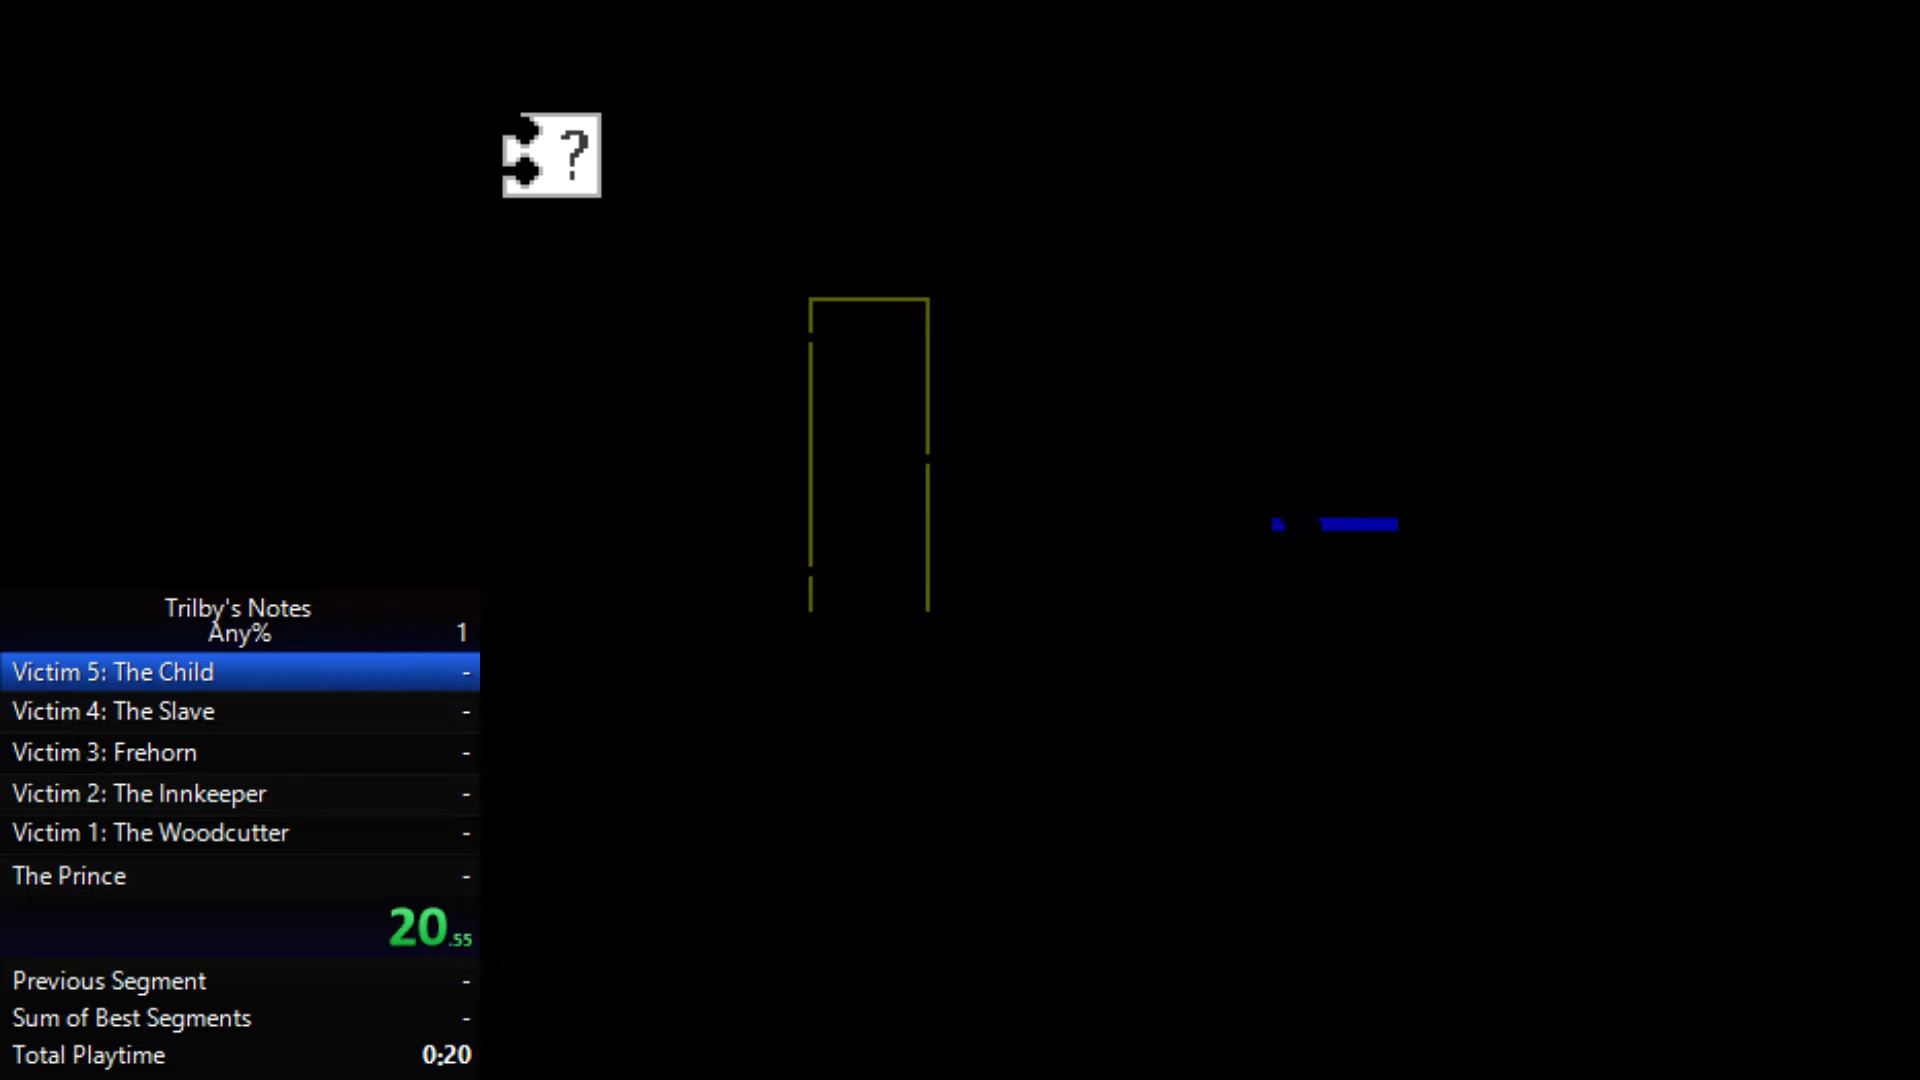 ?
Trilby's Notes
Any% 1
Victim 5: The Child -
Victim 4: The Slave -
Victim 3: Frehorn -
Victim 2: The Innkeeper -
Victim 1: The Woodcutter -
The Prince -
20.55
Previous Segment -
Sum of Best Segments -
Total Playtime 0:20